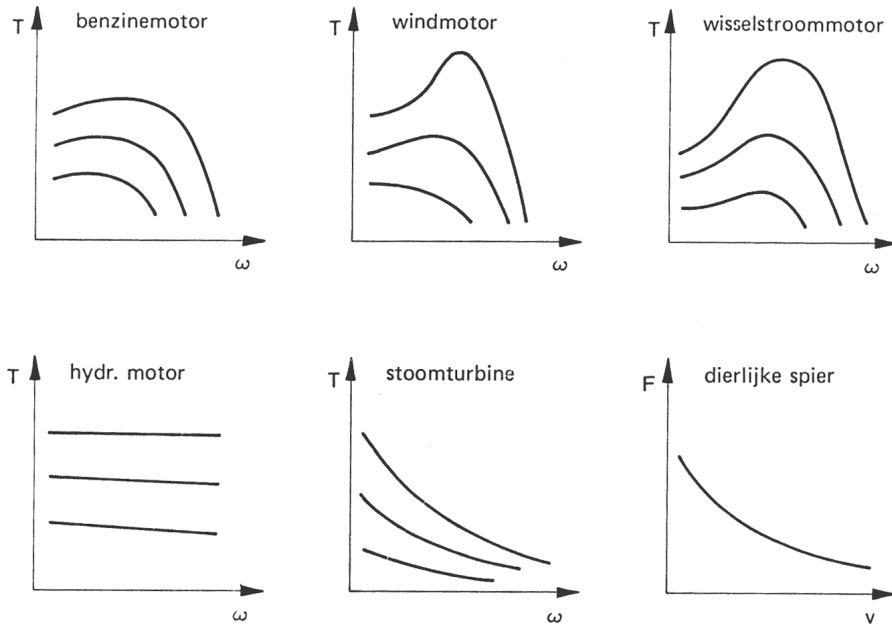 benzinemotor
T
ω
windmotor
T
ω
wisselstroommotor
T
ω
hydr. motor
T
ω
stoomturbine
T
ω
dierlijke spier
F
v